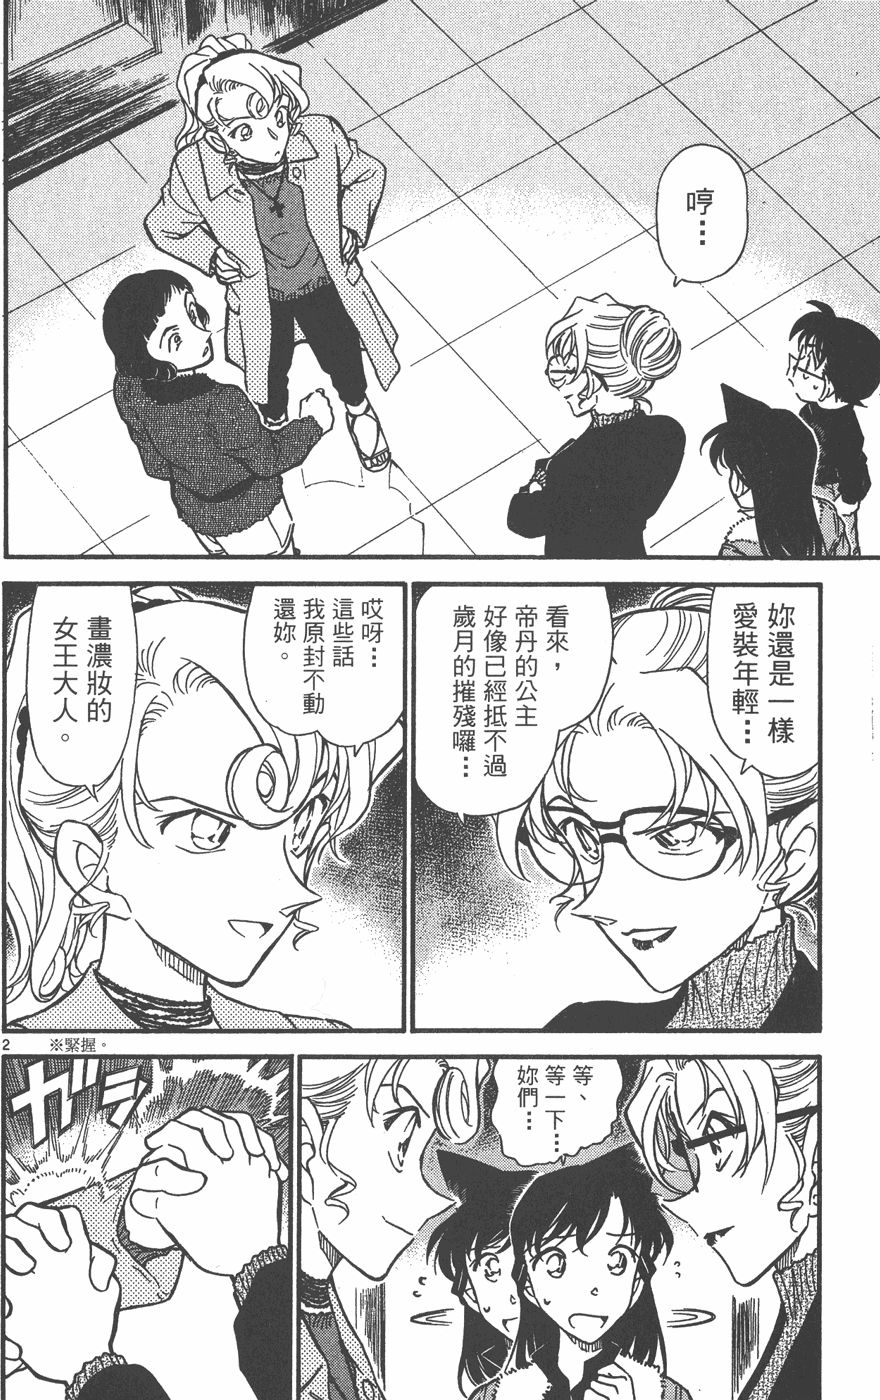 哼…
妳還是一樣
愛裝年輕…
看來，
帝丹的公主
好像已經抵不過
歲月的摧殘囉…
哎呀…
這些話
我原封不動
還妳。
畫濃妝的
女王大人。
等、
等一下…
妳們…
2
※緊握。
ガシッ